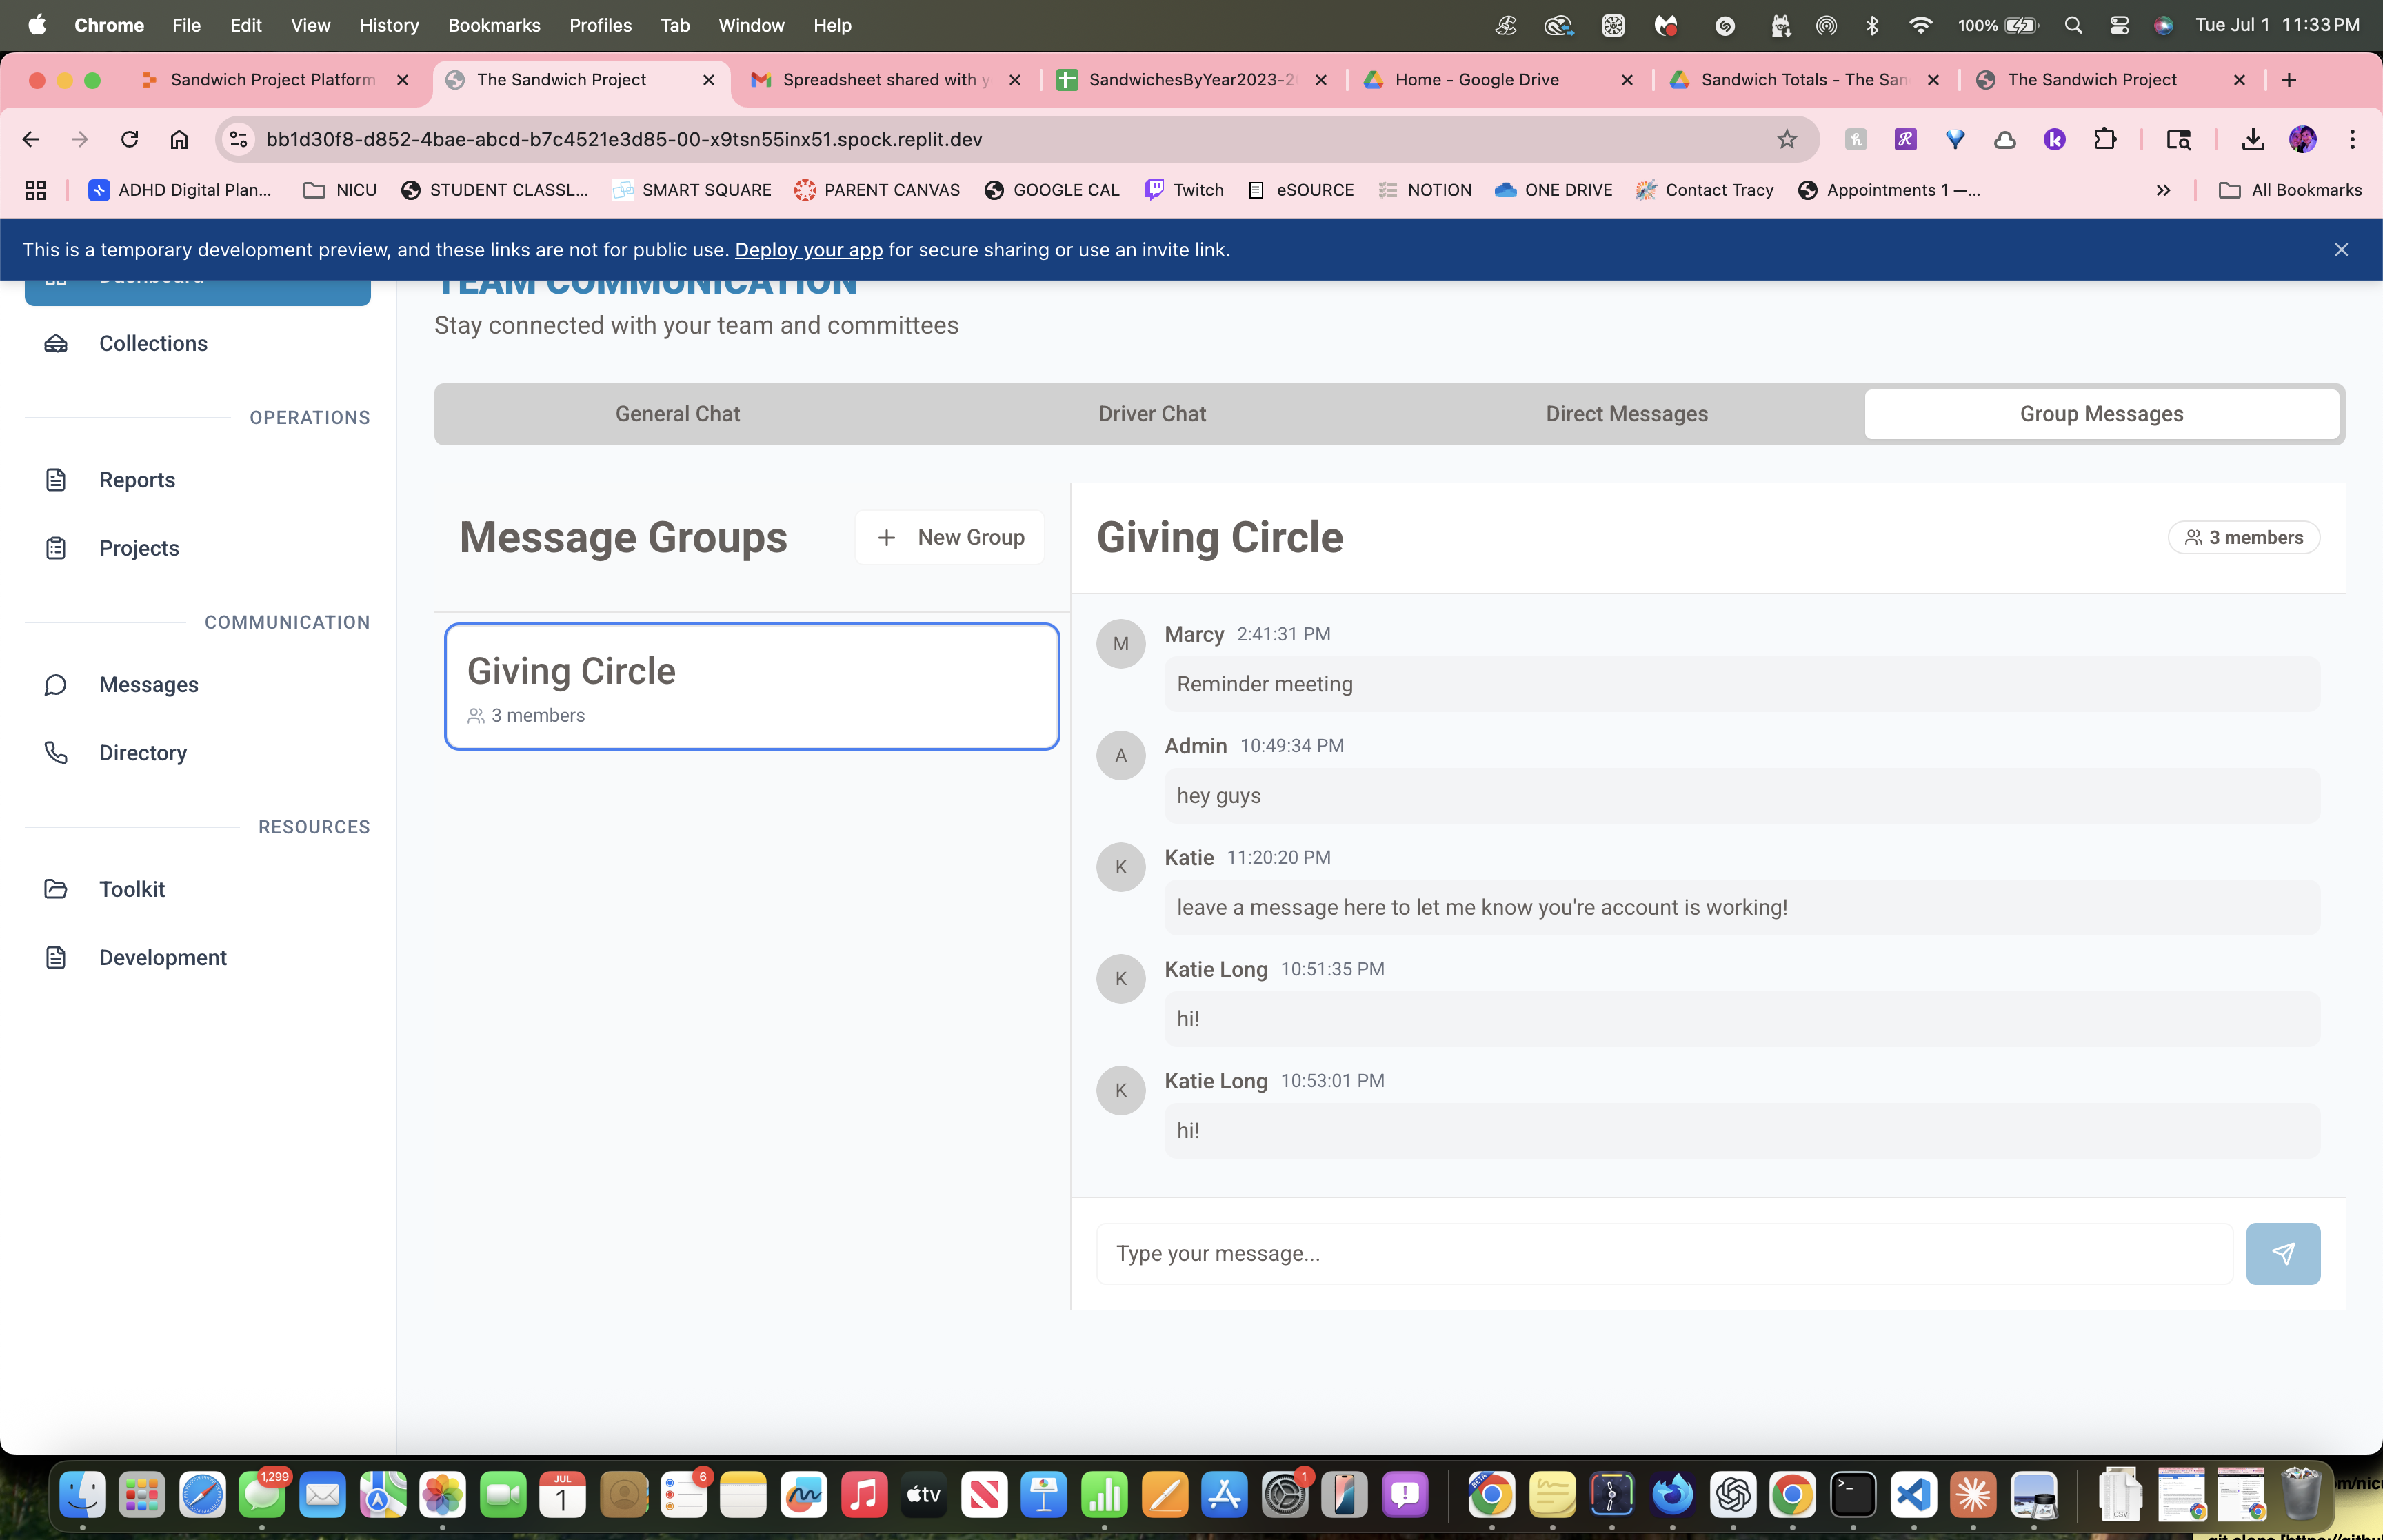 Chrome File Edit View History Bookmarks Profiles Tab Window Help 100% Tue Jul 1 11:33 PM
Sandwich Project Platform The Sandwich Project Spreadsheet shared with y SandwichesByYear2023-2 Home - Google Drive Sandwich Totals - The San The Sandwich Project
bb1d30f8-d852-4bae-abcd-b7c4521e3d85-00-x9tsn55inx51.spock.replit.dev
ADHD Digital Plan... NICU STUDENT CLASSL... SMART SQUARE PARENT CANVAS GOOGLE CAL Twitch eSOURCE NOTION ONE DRIVE Contact Tracy Appointments 1 —... All Bookmarks
This is a temporary development preview, and these links are not for public use. Deploy your app for secure sharing or use an invite link.
Dashboard
Collections
OPERATIONS
Reports
Projects
COMMUNICATION
Messages
Directory
RESOURCES
Toolkit
Development
TEAM COMMUNICATION
Stay connected with your team and committees
General Chat Driver Chat Direct Messages Group Messages
Message Groups
New Group
Giving Circle
3 members
Giving Circle
3 members
M
Marcy 2:41:31 PM
Reminder meeting
A
Admin 10:49:34 PM
hey guys
K
Katie 11:20:20 PM
leave a message here to let me know you're account is working!
K
Katie Long 10:51:35 PM
hi!
K
Katie Long 10:53:01 PM
hi!
Type your message...
1,299
JUL
1
6
tv
1
BETA
CSV